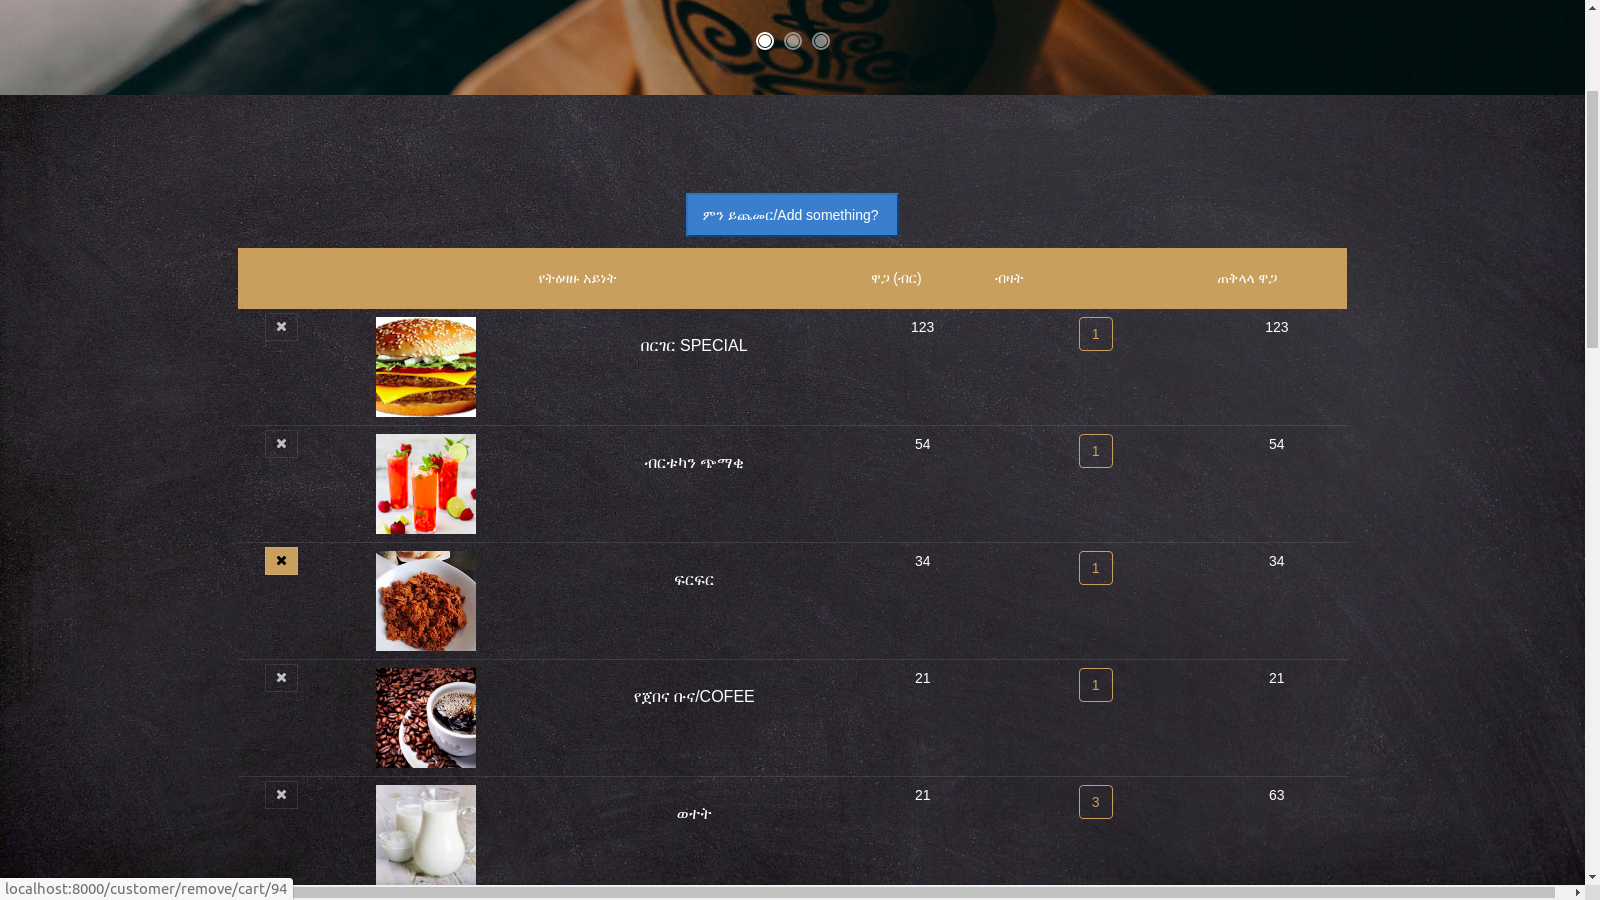 Coffee
ምን ይጨመር/Add something?
የትዕዛዙ አይነት ዋጋ (ብር) ብዛት ጠቅላላ ዋጋ
በርገር SPECIAL 123 1 123
ብርቱካን ጭማቂ 54 1 54
ፍርፍር 34 1 34
የጀበና ቡና/COFEE 21 1 21
ወተት 21 3 63
localhost:8000/customer/remove/cart/94